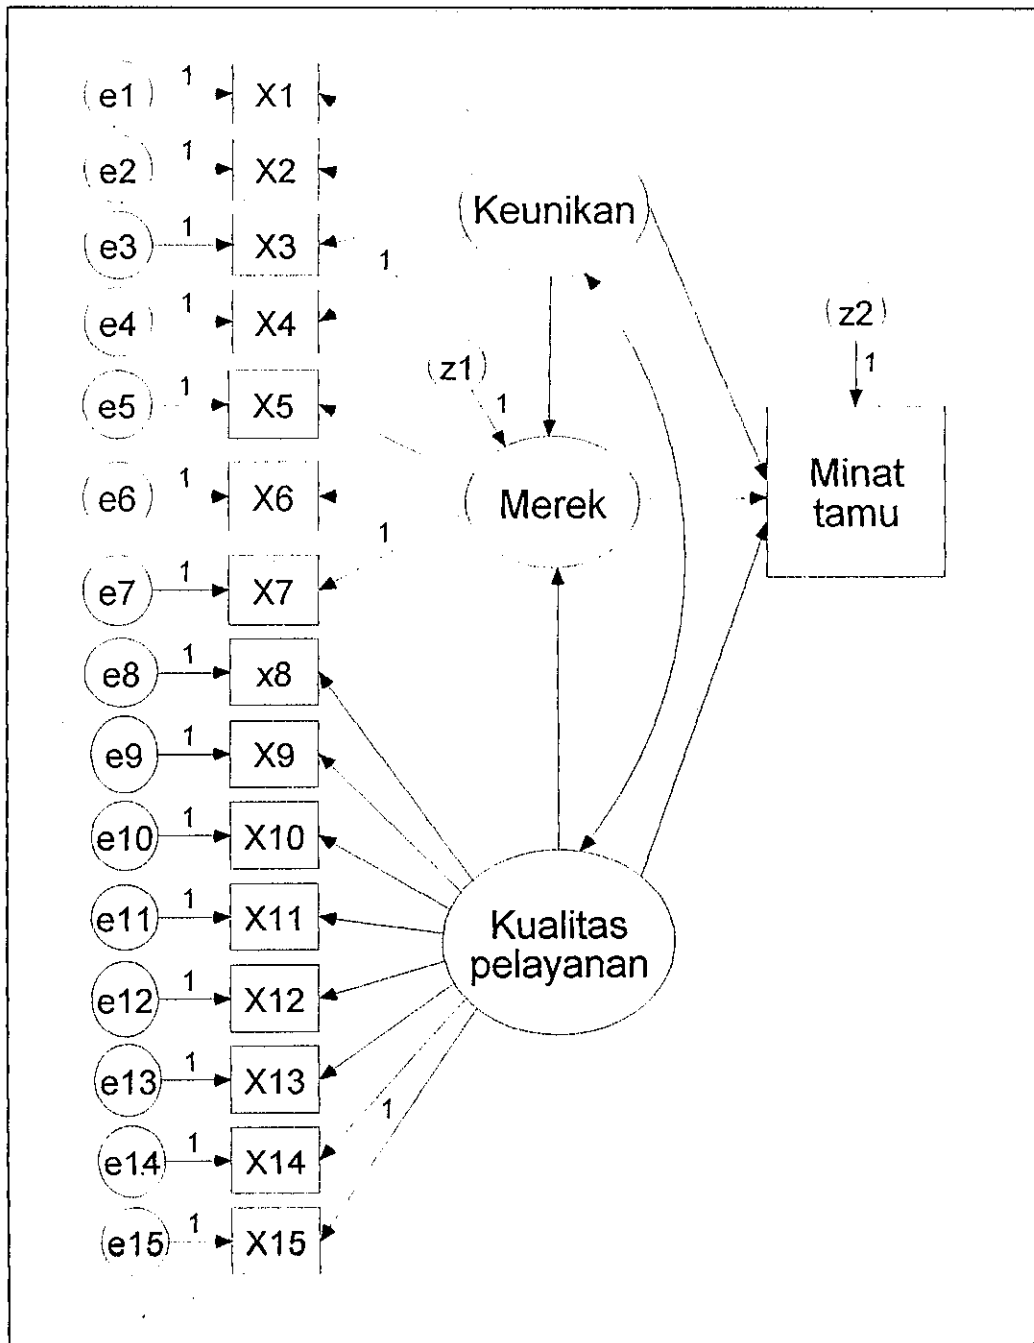 e1 1 X1
e2 1 X2
e3 1 X3
e4 1 X4
e5 1 X5
e6 1 X6
e7 1 X7
e8 1 x8
e9 1 X9
e10 1 X10
e11 1 X11
e12 1 X12
e13 1 X13
e14 1 X14
e15 1 X15
1
1
1
Keunikan
z1
1
Merek
Kualitas
pelayanan
z2
1
Minat
tamu